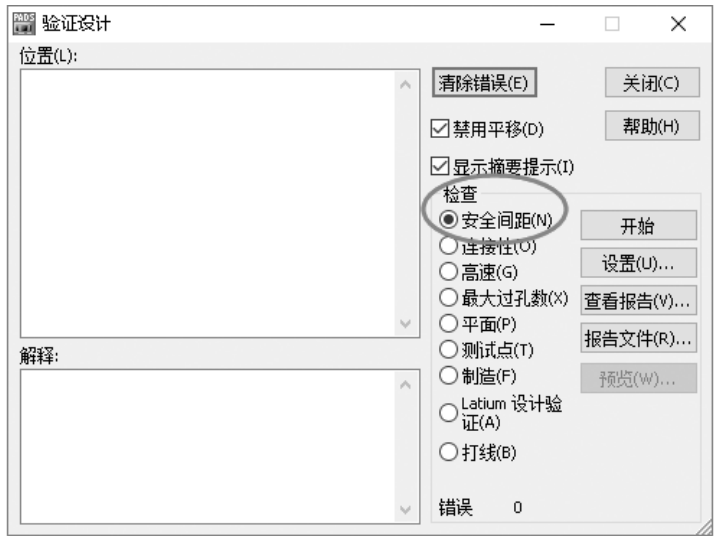 PADS 验证设计
位置(L):
清除错误(E)
关闭(C)
禁用平移(D)
帮助(H)
显示摘要提示(I)
检查
安全间距(N)
开始
连接性(O)
设置(U)...
高速(G)
最大过孔数(X)
查看报告(V)...
平面(P)
报告文件(R)...
测试点(T)
解释:
制造(F)
预览(W)...
Latium 设计验
证(A)
打线(B)
错误 0